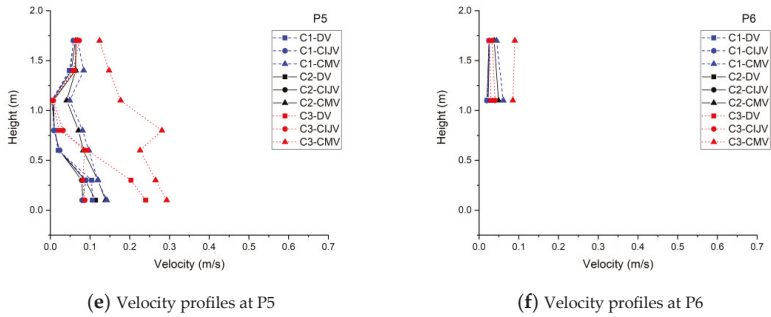 P5
C1-DV
C1-CIJV
C1-CMV
C2-DV
C2-CIJV
C2-CMV
C3-DV
C3-CIJV
C3-CMV
2.0
1.5
1.0
0.5
0.0
Height (m)
0.0 0.1 0.2 0.3 0.4 0.5 0.6 0.7
Velocity (m/s)
(e) Velocity profiles at P5
P6
C1-DV
C1-CIJV
C1-CMV
C2-DV
C2-CIJV
C2-CMV
C3-DV
C3-CIJV
C3-CMV
2.0
1.5
1.0
0.5
0.0
Height (m)
0.0 0.1 0.2 0.3 0.4 0.5 0.6 0.7
Velocity (m/s)
(f) Velocity profiles at P6